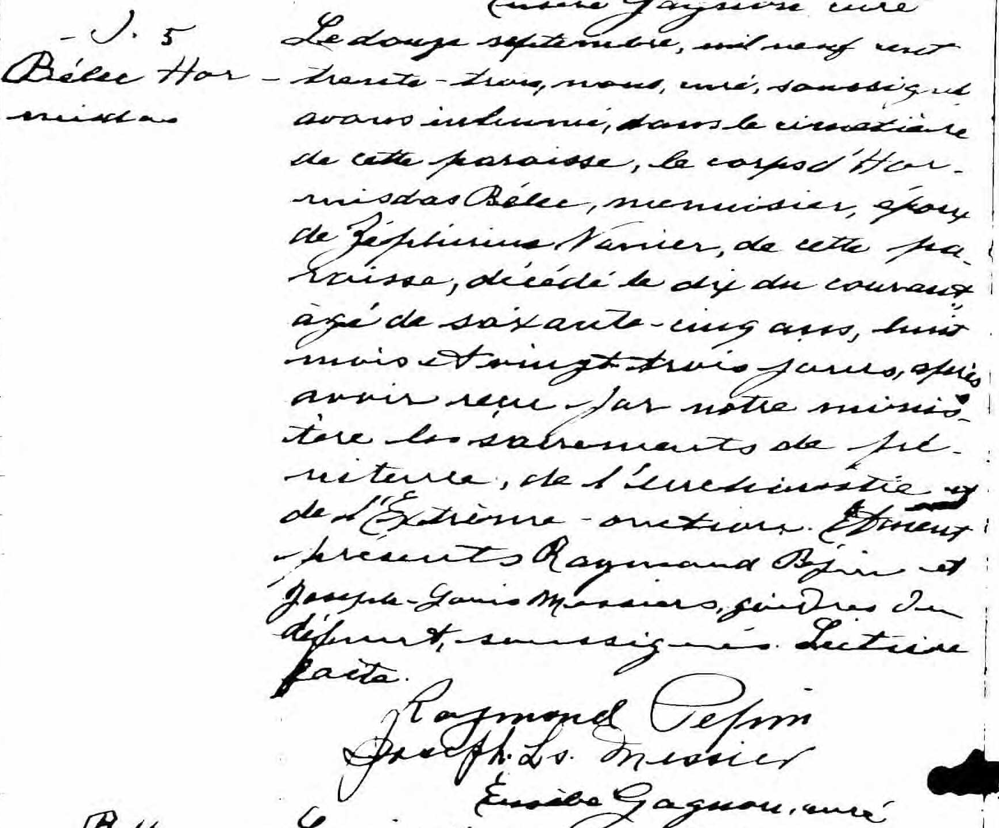 Eusèbe Gagnon curé
- S. 5
Bélec Hor-
misdas
Le douze septembre, mil neuf cent
trente-trois, nous, curé, soussigné
avons inhumé, dans le cimetière
de cette paroisse, le corps d'Hor-
misdas Bélec, menuisier, époux
de Zéphirine Vanier, de cette pa-
roisse, décédé le dix du courant,
âgé de soixante-cinq ans, huit
mois et vingt-trois jours, après
avoir reçu par notre minis-
tère les sacrements de pé-
nitence, de l'eucharistie et
de l'Extrême-onction. Étaient
présents Raymond Pépin et
Joseph-Louis Messier, gendres du
défunt, soussignés. Lecture
faite.
Raymond Pepin
Joseph. Ls. Messier
Eusèbe Gagnon, curé